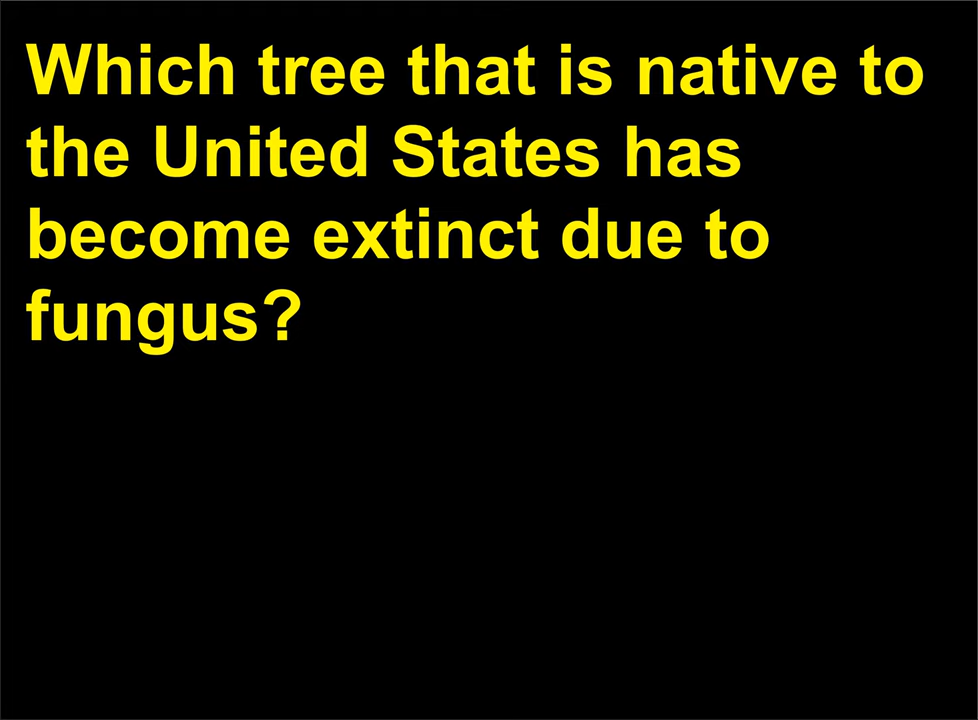 Which tree that is native to
the United States has
become extinct due to
fungus?